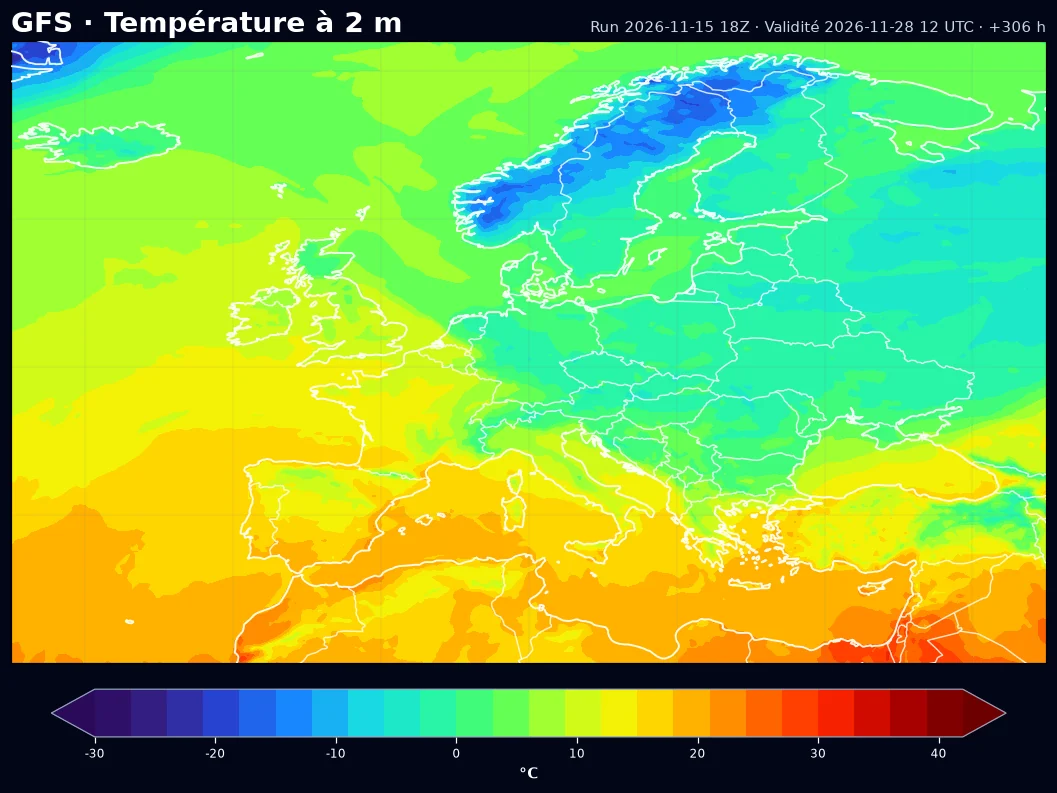 GFS · Température à 2 m
Run 2026-11-15 18Z · Validité 2026-11-28 12 UTC · +306 h
-30 -20 -10 0 10 20 30 40
°C